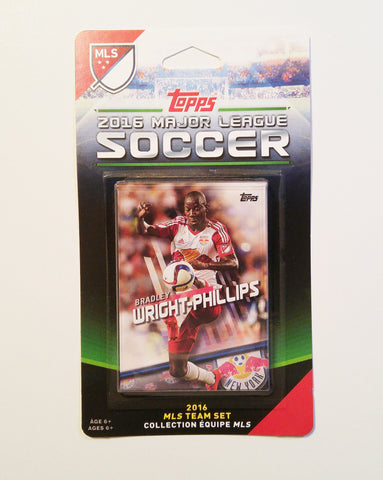 MLS
Topps
2016 MAJOR LEAGUE
SOCCER
Topps
BRADLEY
WRIGHT-PHILLIPS
NEW YORK
2016
MLS TEAM SET
COLLECTION ÉQUIPE MLS
ÂGE 6+
AGES 6+